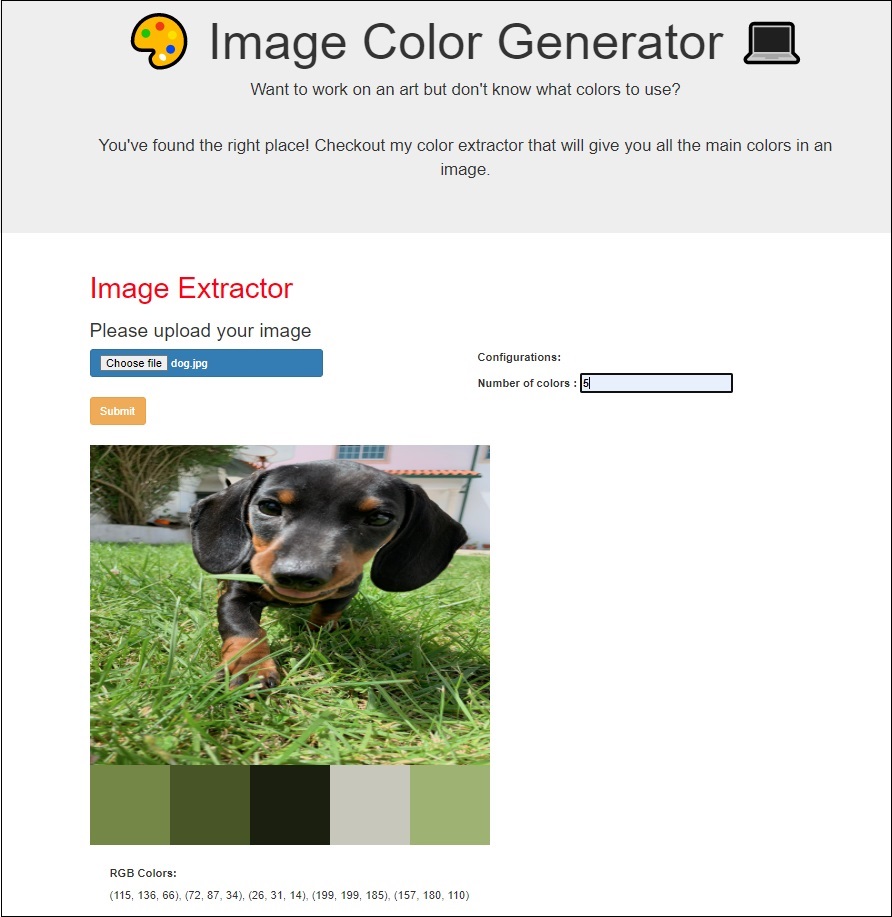 Image Color Generator
Want to work on an art but don't know what colors to use?
You've found the right place! Checkout my color extractor that will give you all the main colors in an
image.
Image Extractor
Please upload your image
Choose file dog.jpg
Configurations:
Number of colors : 5
Submit
RGB Colors:
(115, 136, 66), (72, 87, 34), (26, 31, 14), (199, 199, 185), (157, 180, 110)